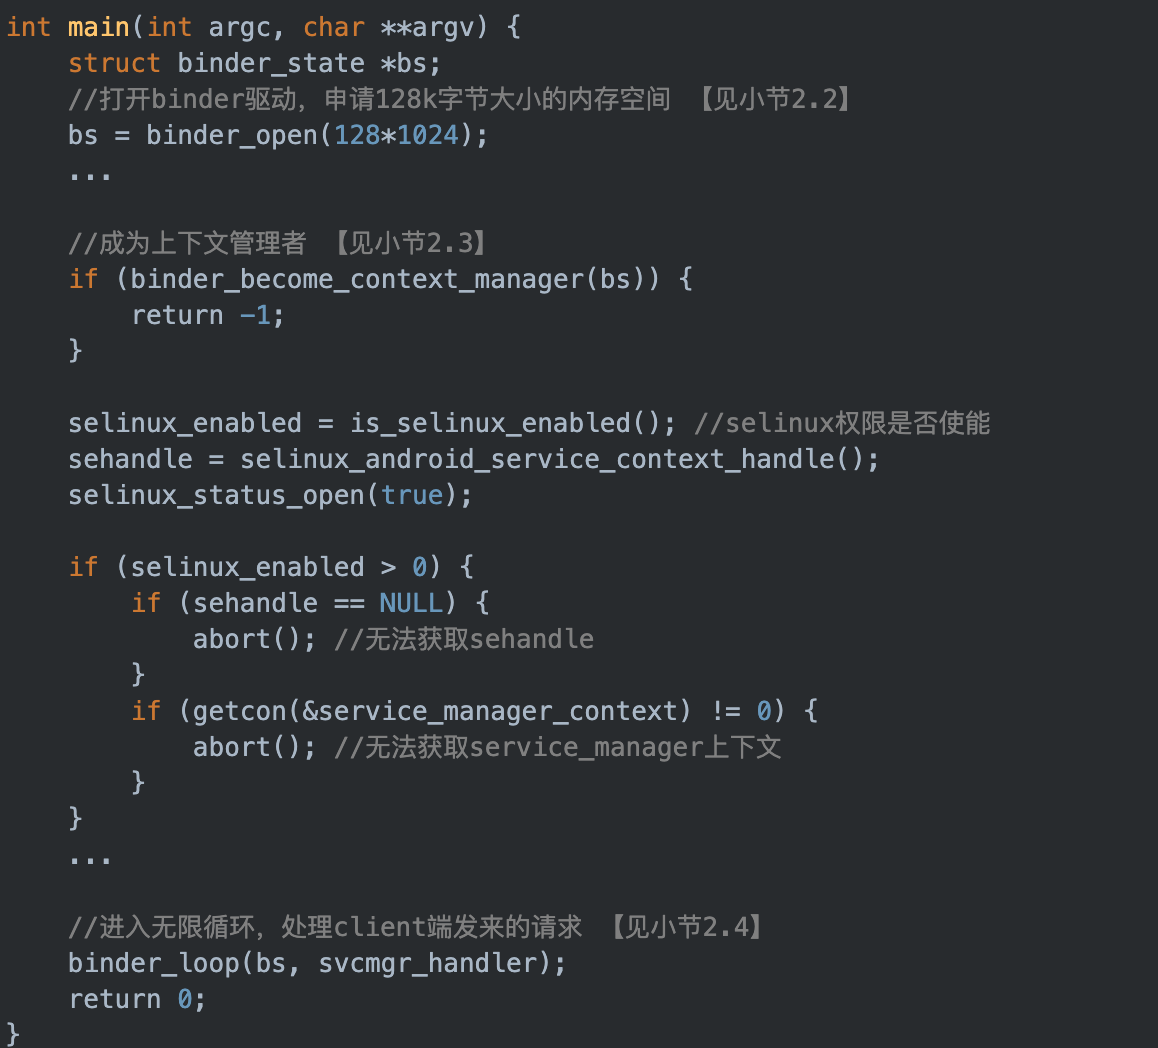 int main(int argc, char **argv) {
    struct binder_state *bs;
    //打开binder驱动，申请128k字节大小的内存空间 【见小节2.2】
    bs = binder_open(128*1024);
    ...

    //成为上下文管理者 【见小节2.3】
    if (binder_become_context_manager(bs)) {
        return -1;
    }

    selinux_enabled = is_selinux_enabled(); //selinux权限是否使能
    sehandle = selinux_android_service_context_handle();
    selinux_status_open(true);

    if (selinux_enabled > 0) {
        if (sehandle == NULL) {
            abort(); //无法获取sehandle
        }
        if (getcon(&service_manager_context) != 0) {
            abort(); //无法获取service_manager上下文
        }
    }
    ...

    //进入无限循环，处理client端发来的请求 【见小节2.4】
    binder_loop(bs, svcmgr_handler);
    return 0;
}